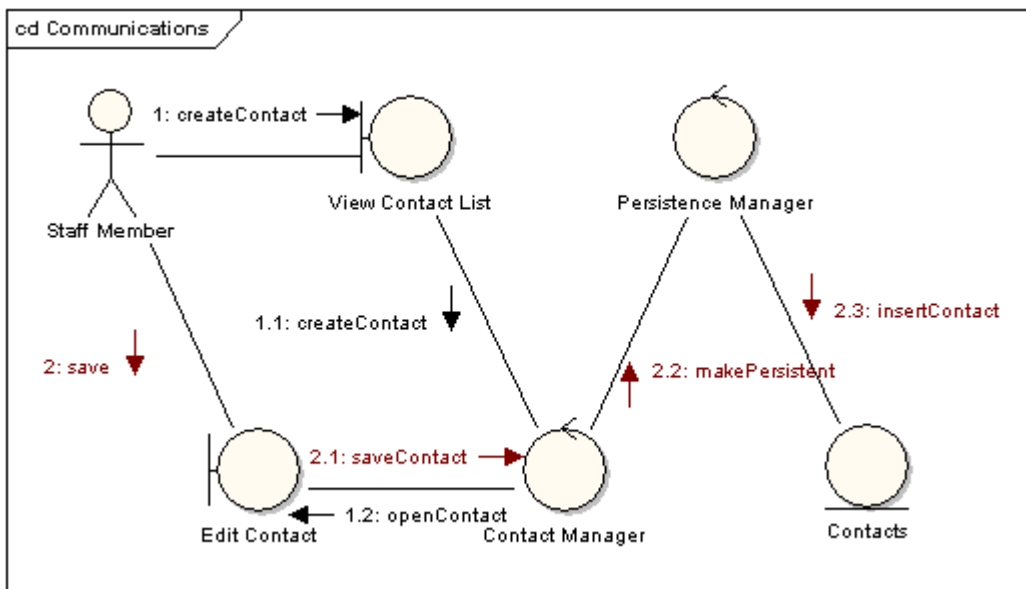 cd Communications
1: createContact
View Contact List
Persistence Manager
Staff Member
2.3: insertContact
1.1: createContact
2: save
2.2: makePersistent
2.1: saveContact
1.2: openContact
Edit Contact
Contact Manager
Contacts